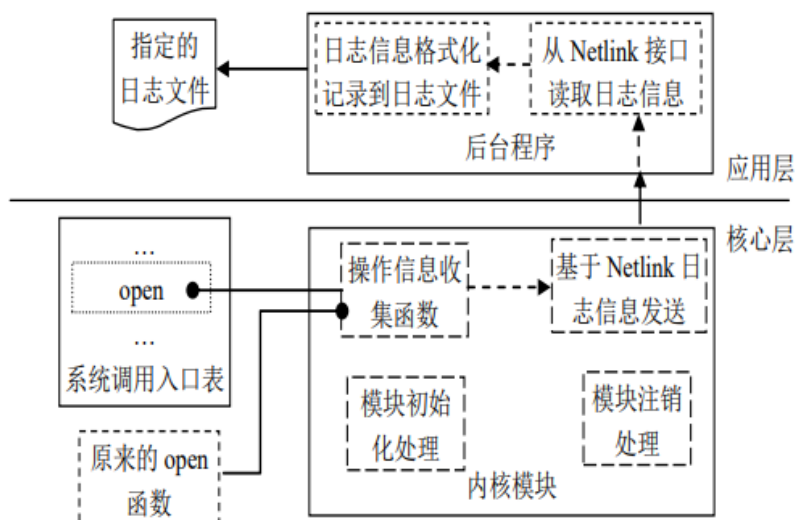 指定的
日志文件
日志信息格式化
记录到日志文件
从 Netlink 接口
读取日志信息
后台程序
应用层
核心层
…
open
…
系统调用入口表
原来的 open
函数
操作信息收
集函数
基于 Netlink 日
志信息发送
模块初始
化处理
模块注销
处理
内核模块